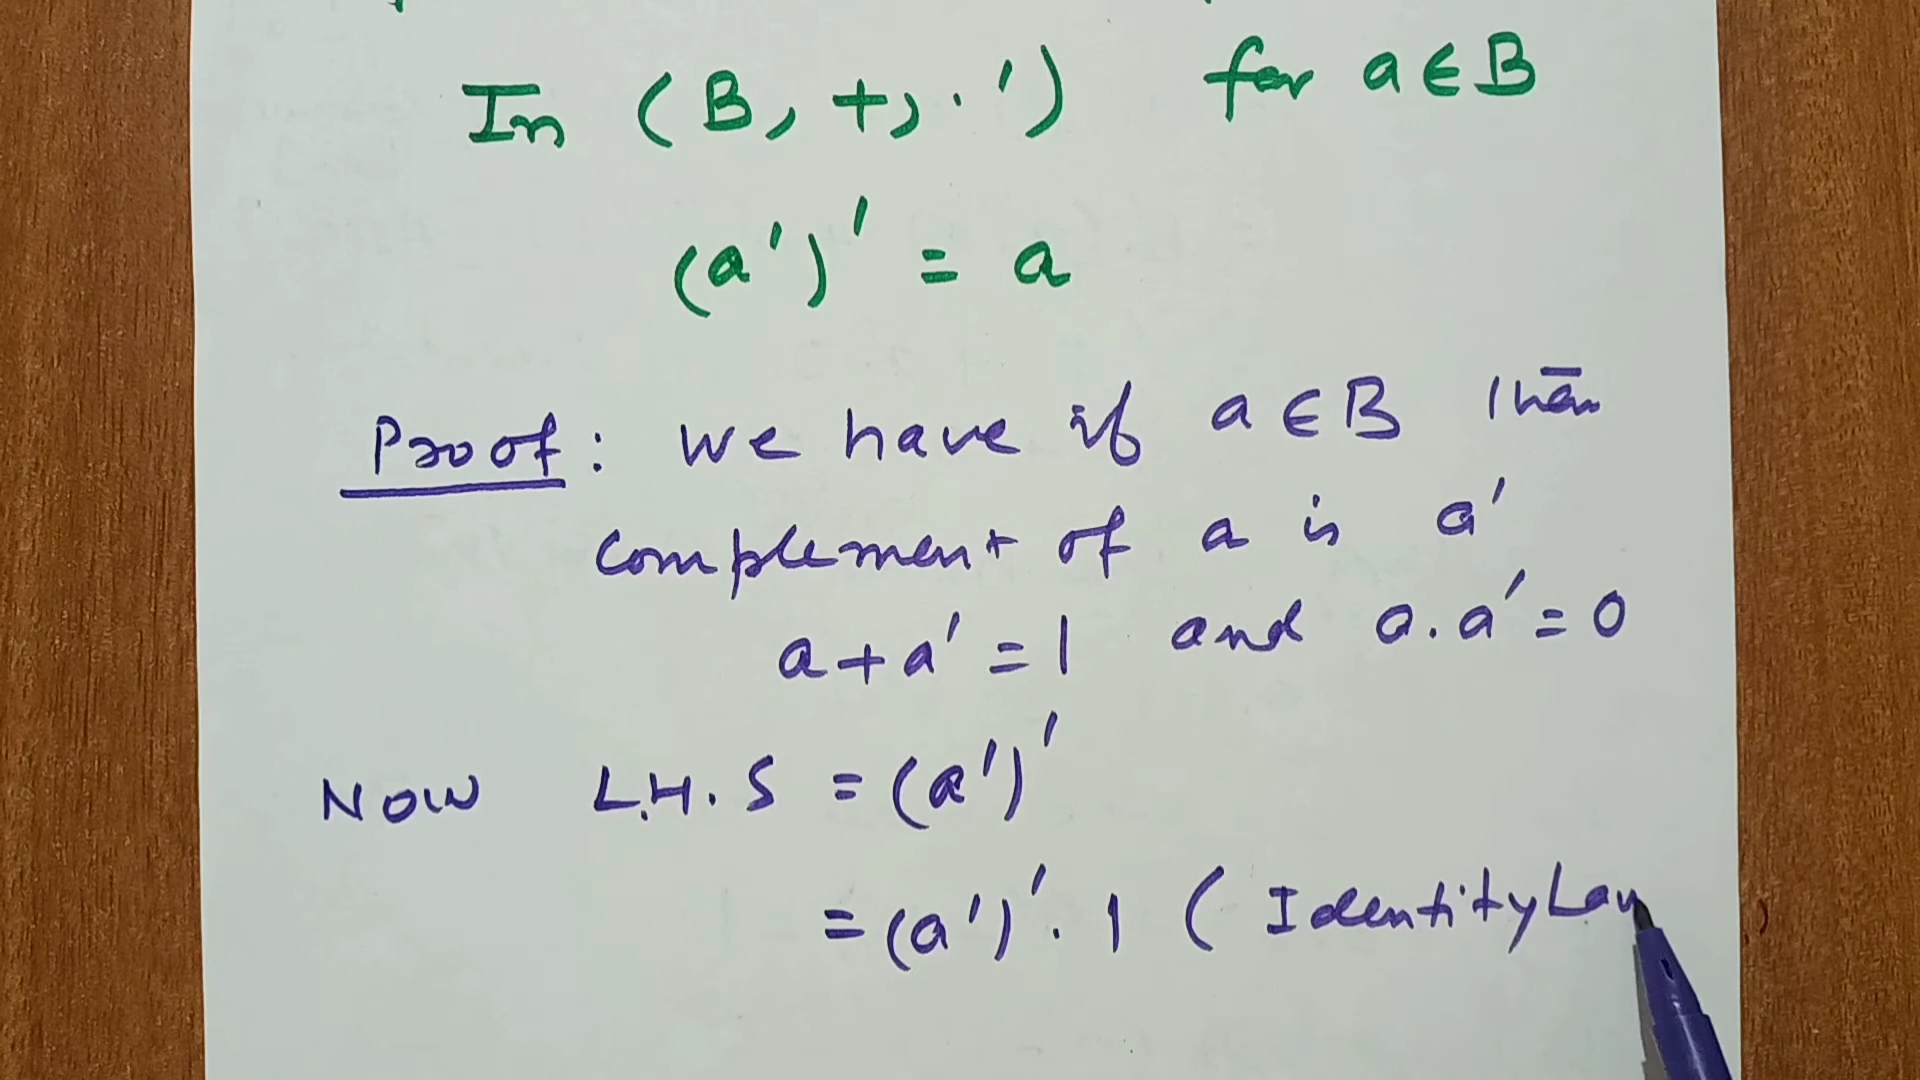 In (B, +, . ') for a ∈ B
(a')' = a
Proof: We have if a ∈ B then
complement of a is a'
a + a' = 1 and a . a' = 0
Now L.H.S = (a')'
= (a')' . 1 ( Identity Law